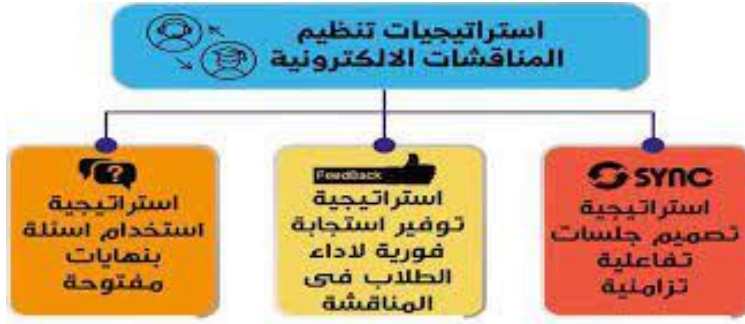 استراتيجيات تنظيم
المناقشات الالكترونية
SYNC
استراتيجية
تصميم جلسات
تفاعلية
تزامنية
FeedBack
استراتيجية
توفير استجابة
فورية لاداء
الطلاب فى
المناقشة
?
استراتيجية
استخدام اسئلة
بنهايات
مفتوحة